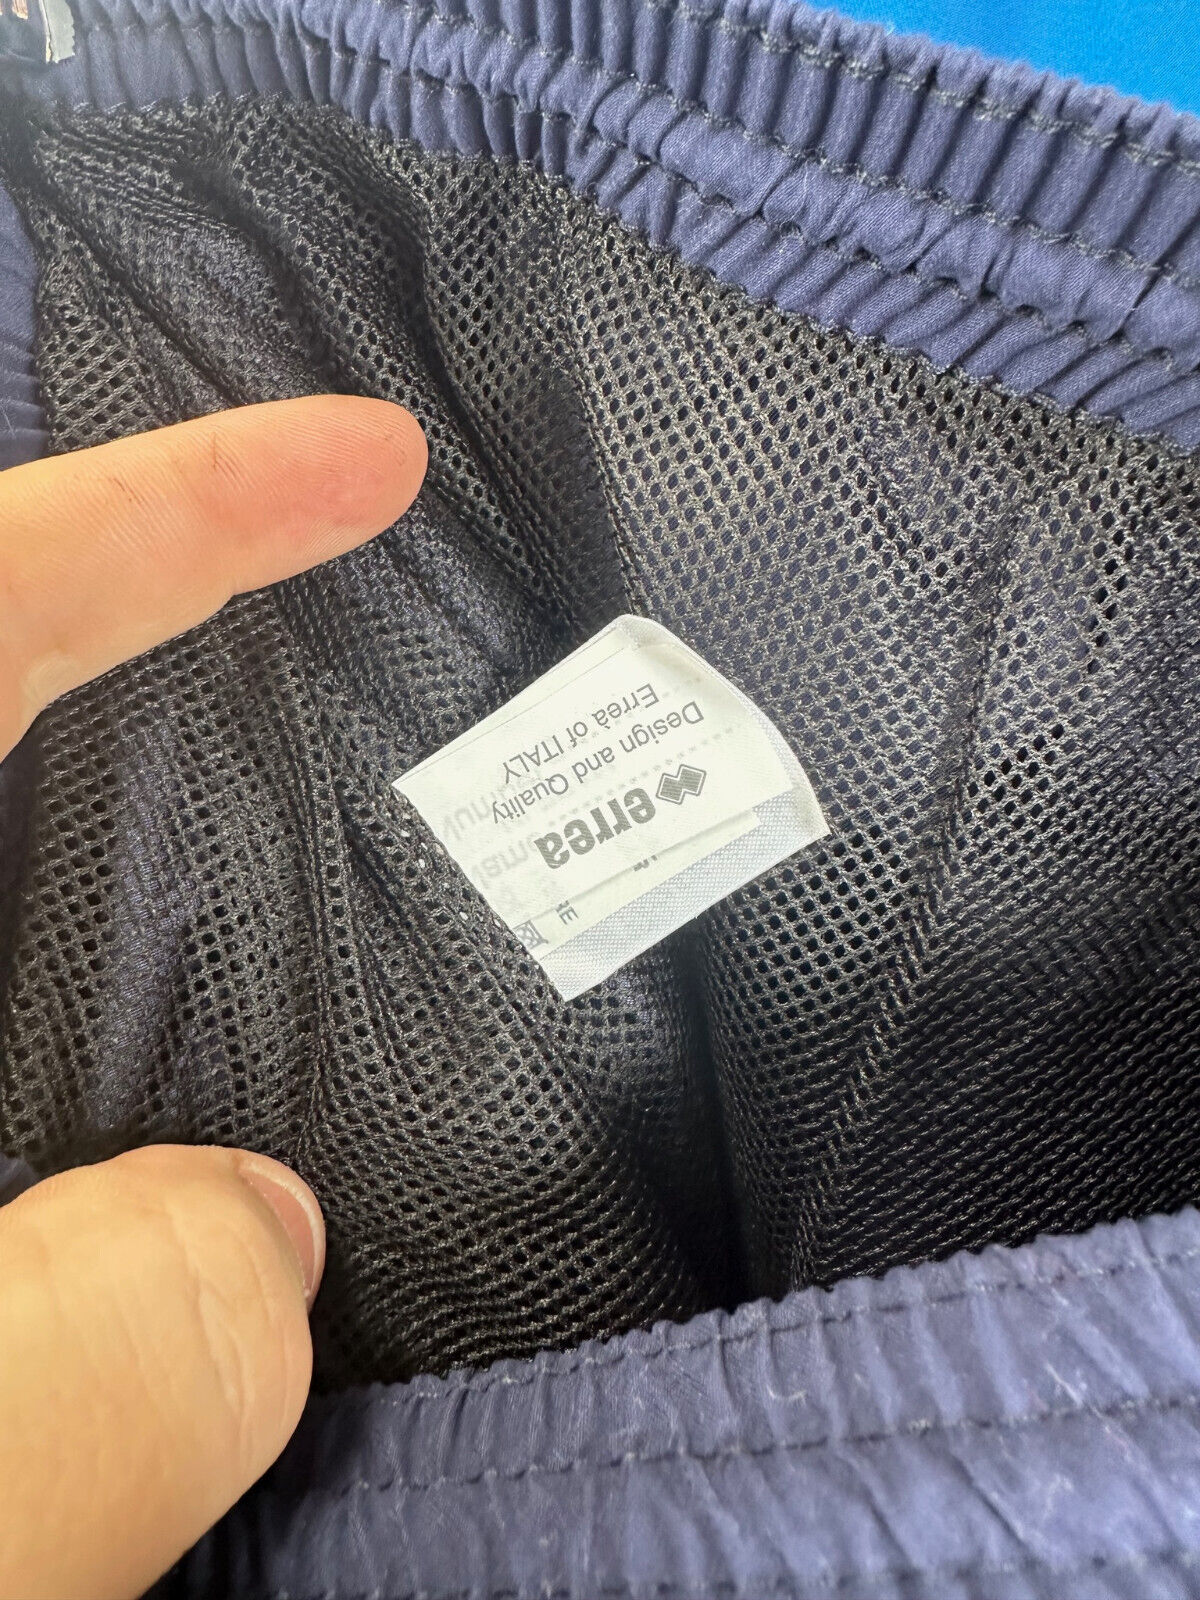 errea
Design and Quality
Erreà of ITALY